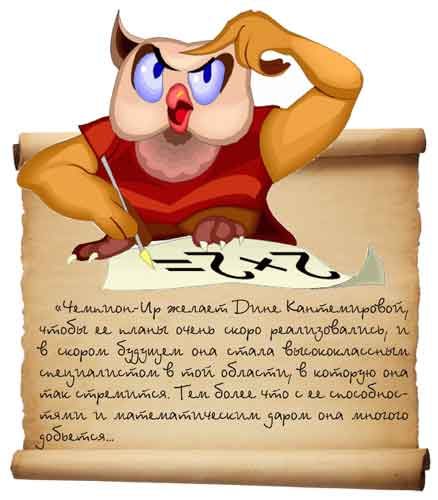 2+2=
«Чемпион-Ир желает Дине Кантемировой,
чтобы ее планы очень скоро реализовались, и
в скором будущем она стала высококлассным
специалистом в той области, в которую она
так стремится. Тем более что с ее способнос-
тями и математическим даром она многого
добьется...